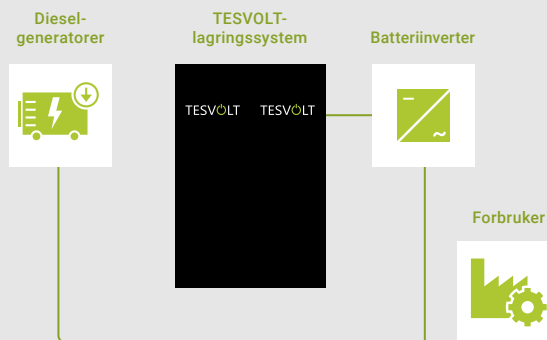 Diesel-
generatorer
TESVOLT-
lagringssystem
Batteriinverter
TESVOLT TESVOLT
Forbruker